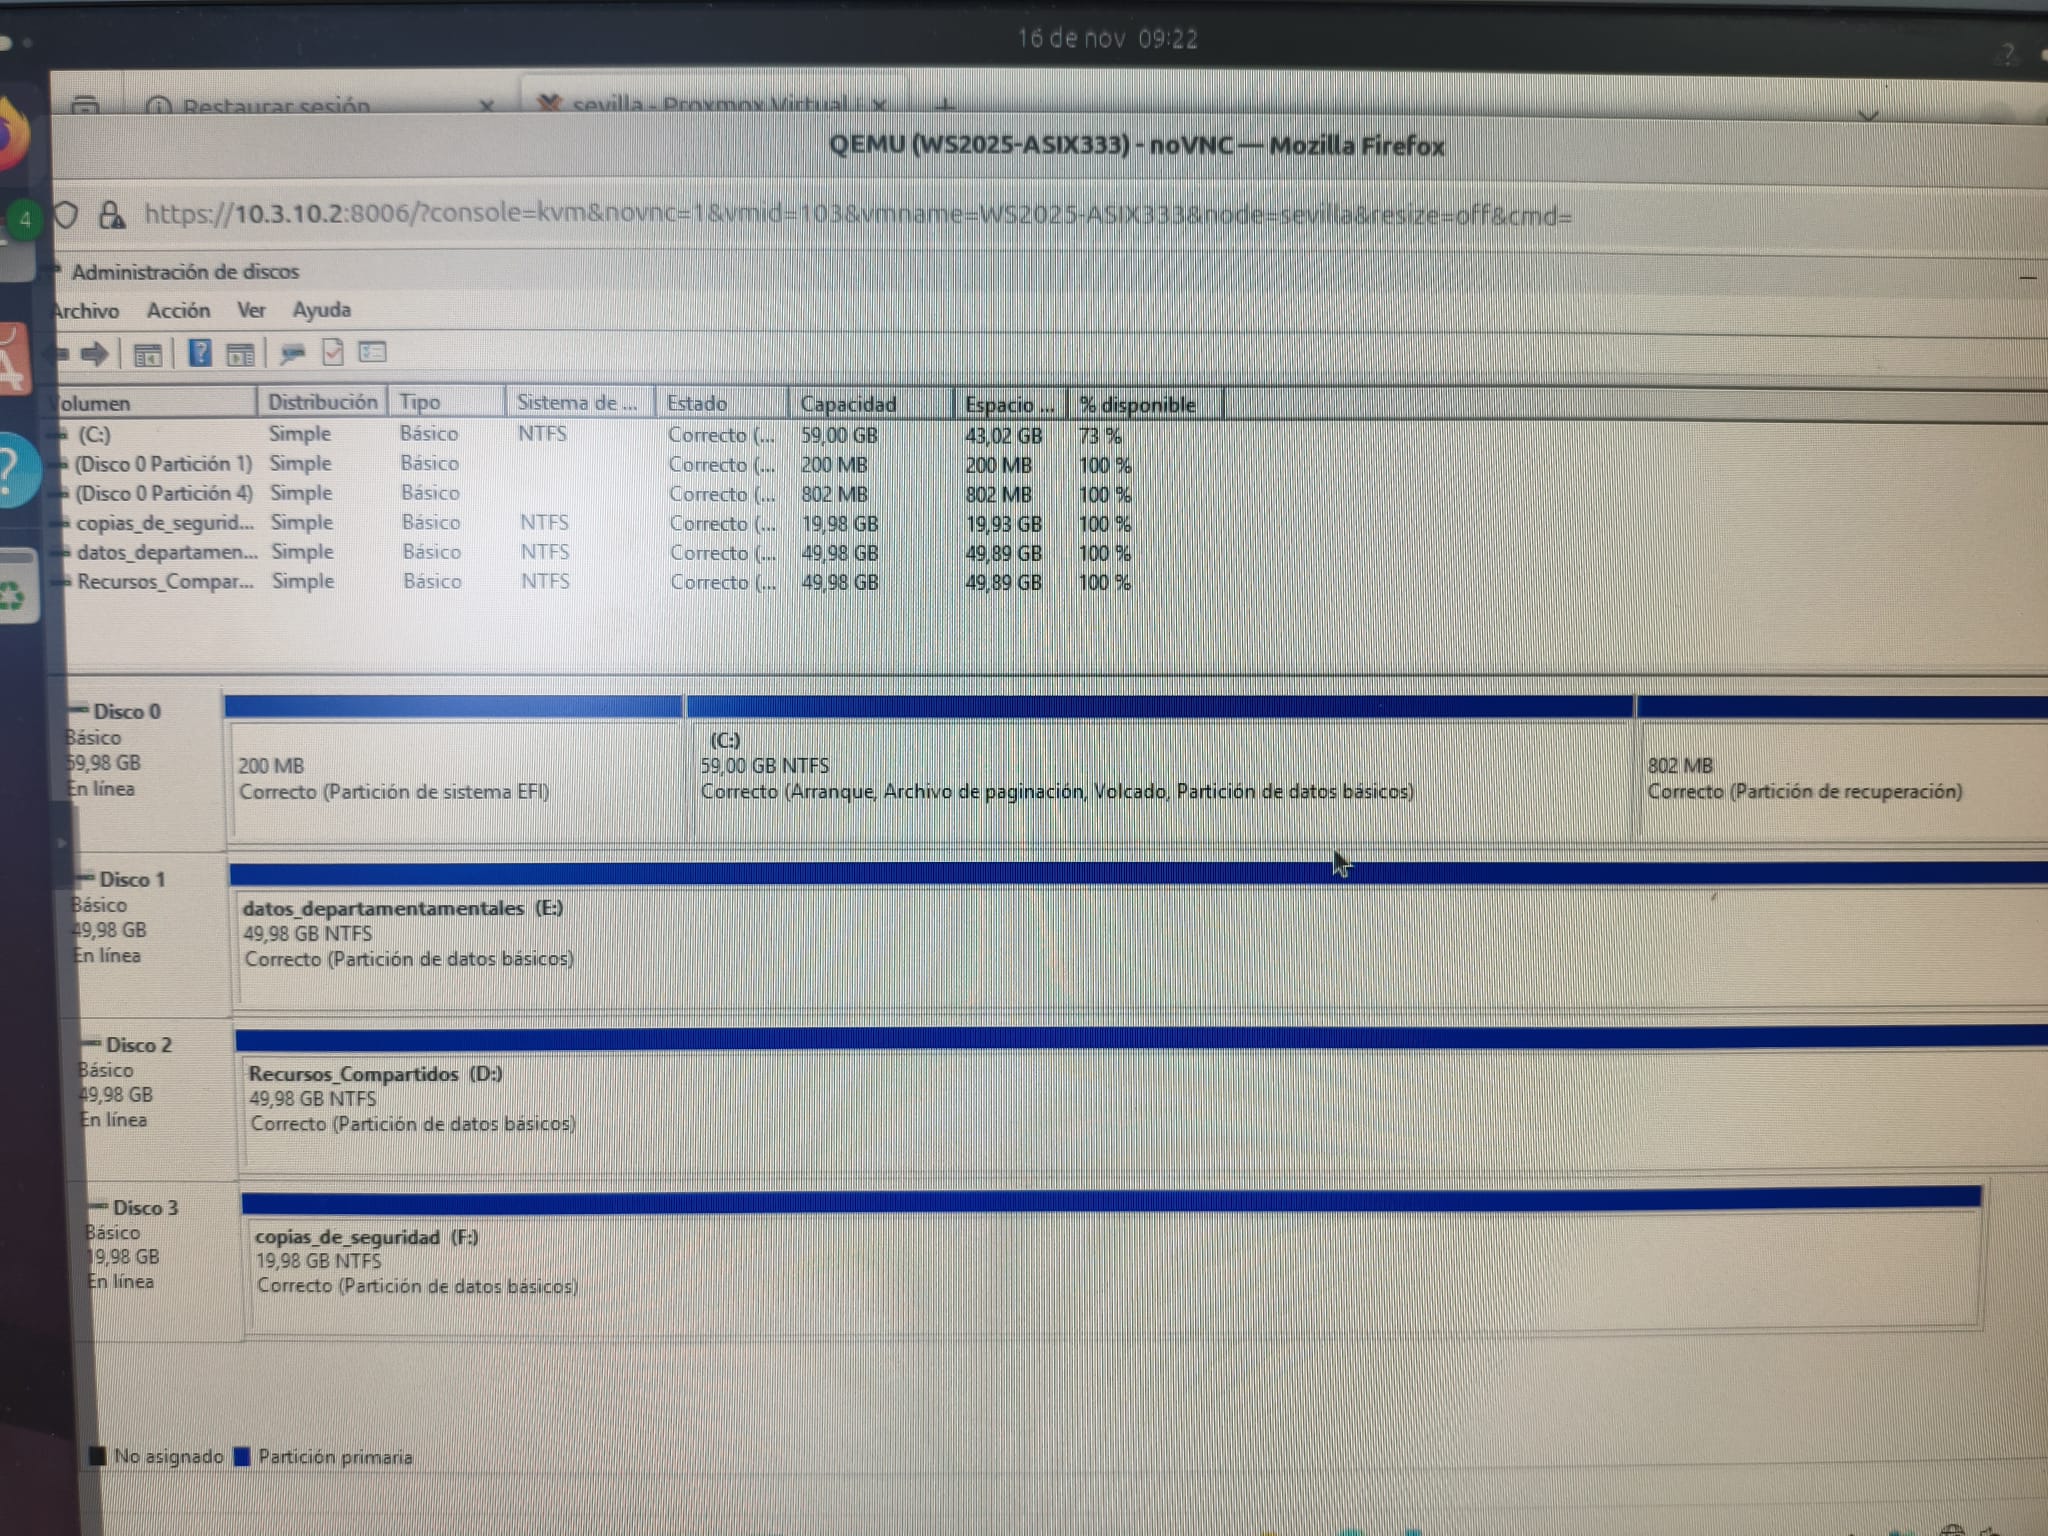 16 de nov 09:22
Restaurar sesión
sevilla - Proxmox Virtual
QEMU (WS2025-ASIX333) - noVNC — Mozilla Firefox
4
https://10.3.10.2:8006/?console=kvm&novnc=1&vmid=103&vmname=WS2025-ASIX333&node=sevilla&resize=off&cmd=
Administración de discos
Archivo Acción Ver Ayuda
Volumen Distribución Tipo Sistema de ... Estado Capacidad Espacio ... % disponible
(C:) Simple Básico NTFS Correcto (... 59,00 GB 43,02 GB 73 %
(Disco 0 Partición 1) Simple Básico Correcto (... 200 MB 200 MB 100 %
(Disco 0 Partición 4) Simple Básico Correcto (... 802 MB 802 MB 100 %
copias_de_segurid... Simple Básico NTFS Correcto (... 19,98 GB 19,93 GB 100 %
datos_departamen... Simple Básico NTFS Correcto (... 49,98 GB 49,89 GB 100 %
Recursos_Compar... Simple Básico NTFS Correcto (... 49,98 GB 49,89 GB 100 %
Disco 0
Básico
59,98 GB
En línea
200 MB
Correcto (Partición de sistema EFI)
(C:)
59,00 GB NTFS
Correcto (Arranque, Archivo de paginación, Volcado, Partición de datos básicos)
802 MB
Correcto (Partición de recuperación)
Disco 1
Básico
49,98 GB
En línea
datos_departamentamentales (E:)
49,98 GB NTFS
Correcto (Partición de datos básicos)
Disco 2
Básico
49,98 GB
En línea
Recursos_Compartidos (D:)
49,98 GB NTFS
Correcto (Partición de datos básicos)
Disco 3
Básico
19,98 GB
En línea
copias_de_seguridad (F:)
19,98 GB NTFS
Correcto (Partición de datos básicos)
No asignado Partición primaria